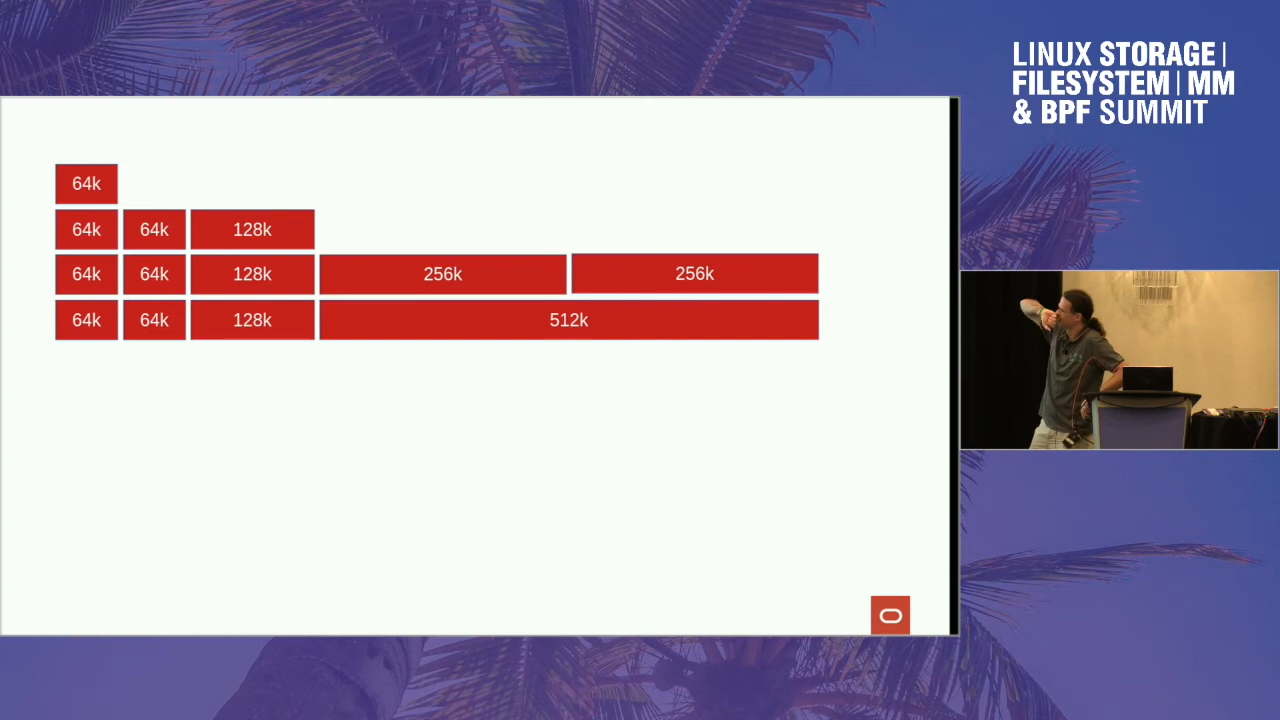 LINUX STORAGE |
FILESYSTEM | MM
& BPF SUMMIT
64k
64k 64k 128k
64k 64k 128k 256k 256k
64k 64k 128k 512k